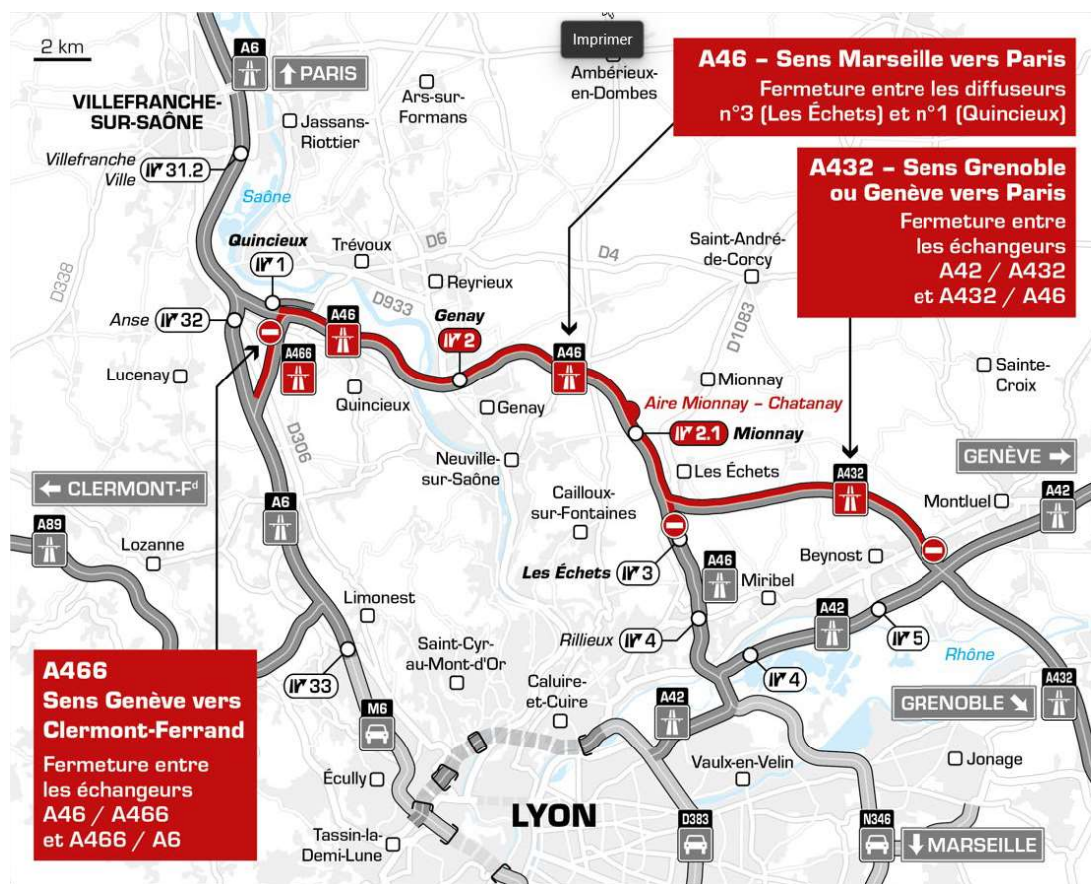 2 km
A6
↑ PARIS
Imprimer
Ambérieux-
en-Dombes
A46 – Sens Marseille vers Paris
Fermeture entre les diffuseurs
n°3 (Les Échets) et n°1 (Quincieux)
VILLEFRANCHE-
SUR-SAÔNE
Ars-sur-
Formans
Jassans-
Riottier
Villefranche
Ville
31.2
Saône
A432 – Sens Grenoble
ou Genève vers Paris
Fermeture entre
les échangeurs
A42 / A432
et A432 / A46
Quincieux
1
Trévoux
D6
D4
Saint-André-
de-Corcy
D338
D933
Reyrieux
Genay
2
D1083
Anse
32
A46
A46
A466
Lucenay
Quincieux
Genay
Mionnay
Sainte-
Croix
Aire Mionnay – Chatanay
2.1
Mionnay
D306
Neuville-
sur-Saône
Les Échets
A432
GENÈVE →
← CLERMONT-Fd
A6
Cailloux-
sur-Fontaines
Montluel
A42
A89
Lozanne
Les Échets
3
A46
Beynost
Limonest
Miribel
A42
Rillieux
4
5
Saint-Cyr-
au-Mont-d'Or
Rhône
A466
Sens Genève vers
Clermont-Ferrand
Fermeture entre
les échangeurs
A46 / A466
et A466 / A6
33
Caluire-
et-Cuire
4
A42
GRENOBLE ↘
A432
M6
Écully
Vaulx-en-Velin
Jonage
LYON
Tassin-la-
Demi-Lune
D383
N346
↓ MARSEILLE